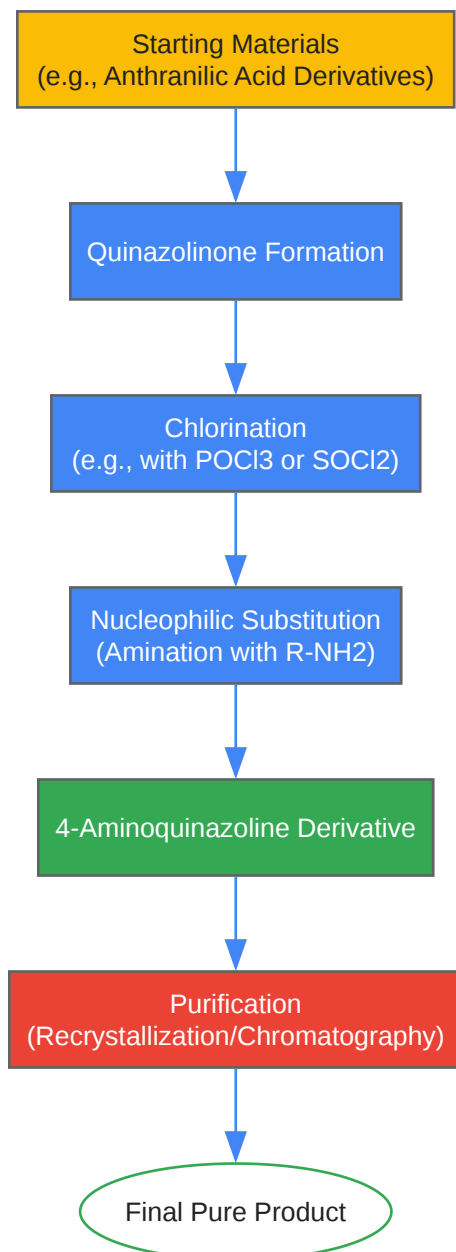 Starting Materials
(e.g., Anthranilic Acid Derivatives)
Quinazolinone Formation
Chlorination
(e.g., with POCl3 or SOCl2)
Nucleophilic Substitution
(Amination with R-NH2)
4-Aminoquinazoline Derivative
Purification
(Recrystallization/Chromatography)
Final Pure Product